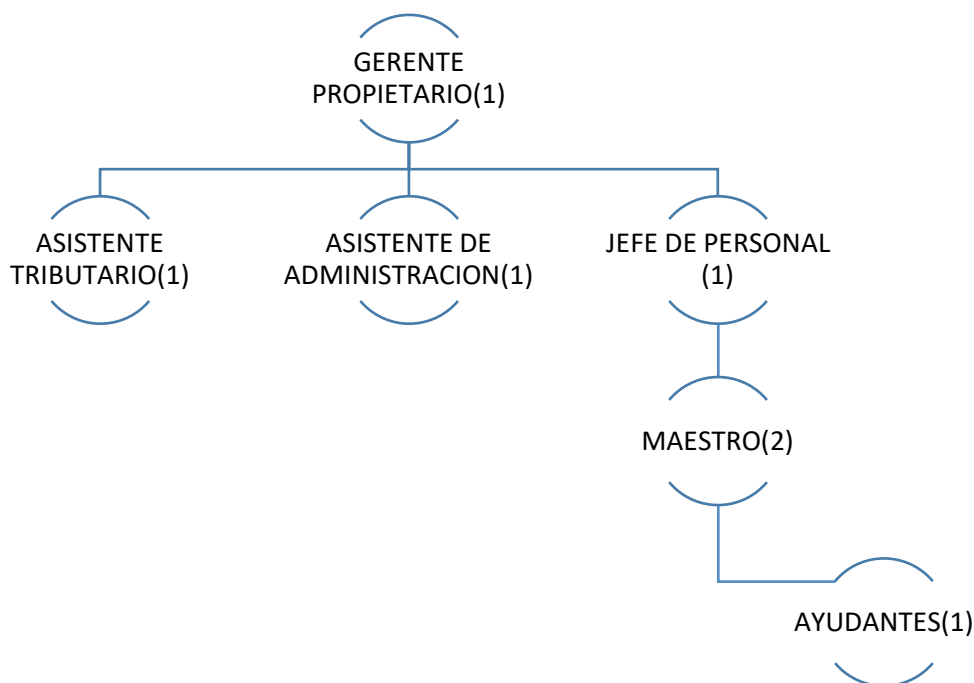 GERENTE
PROPIETARIO(1)
ASISTENTE
TRIBUTARIO(1)
ASISTENTE DE
ADMINISTRACION(1)
JEFE DE PERSONAL
(1)
MAESTRO(2)
AYUDANTES(1)